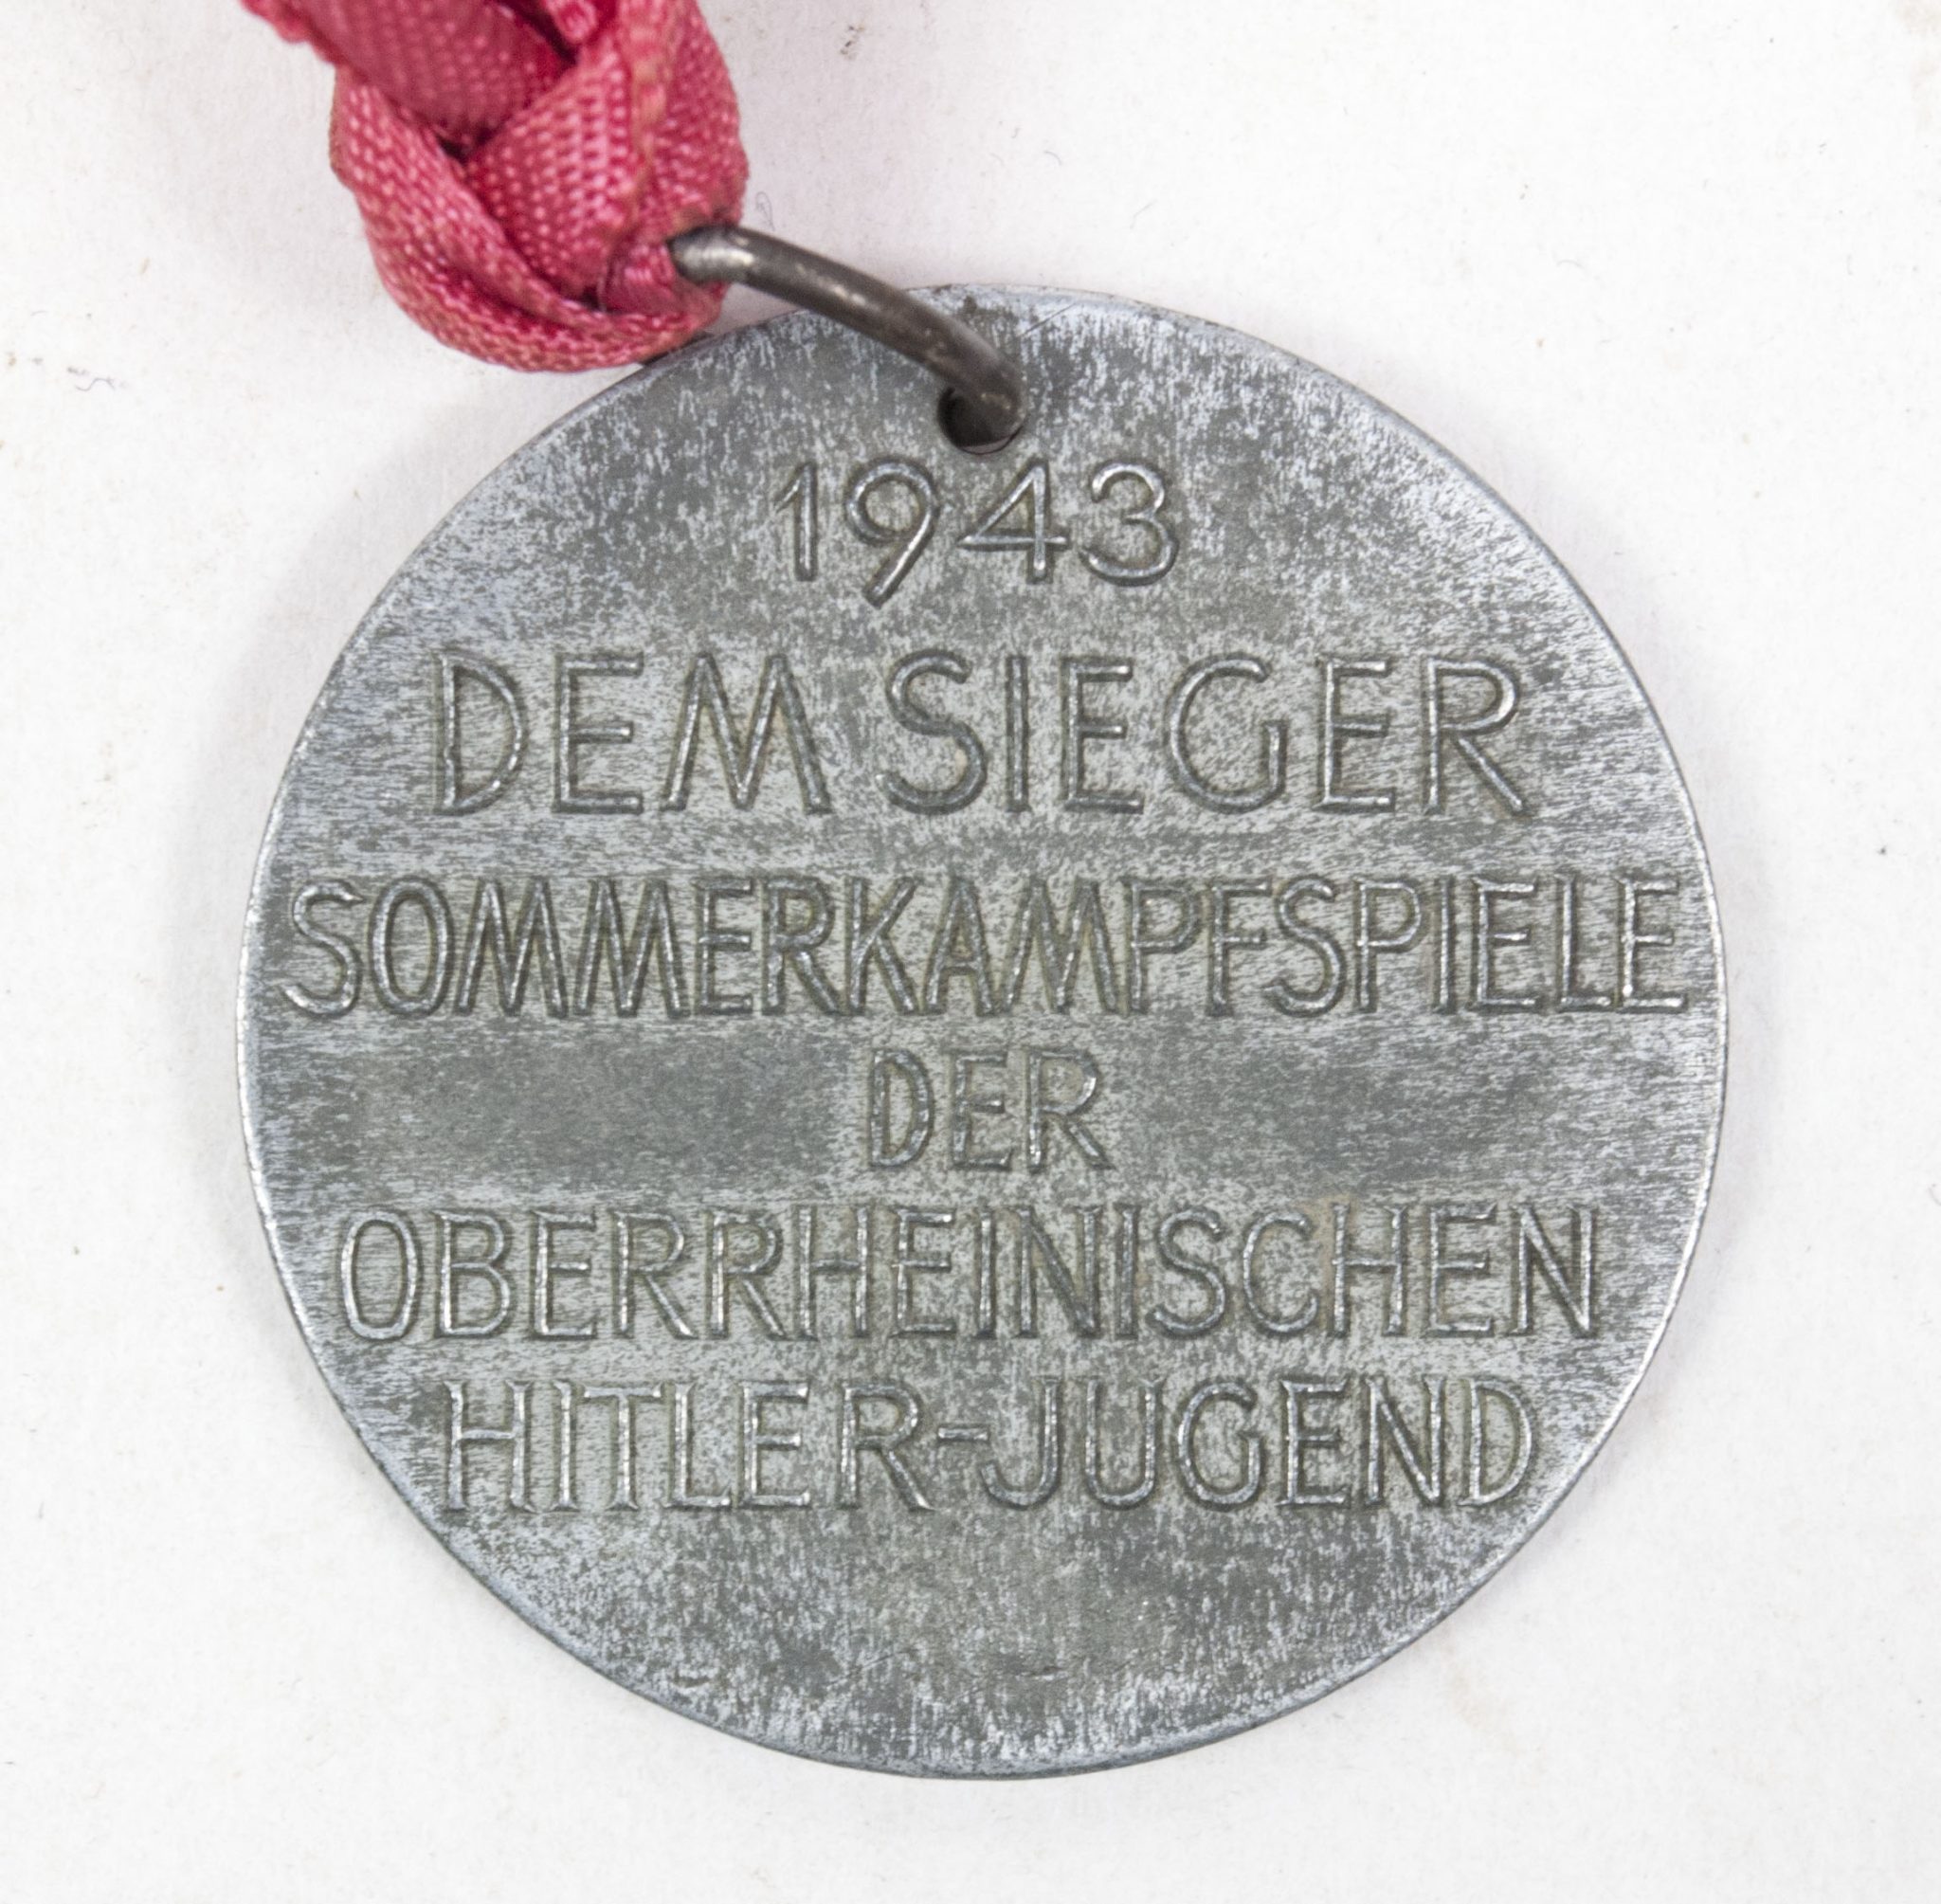 1943
DEM SIEGER
SOMMERKAMPFSPIELE
DER
OBERRHEINISCHEN
HITLER-JUGEND